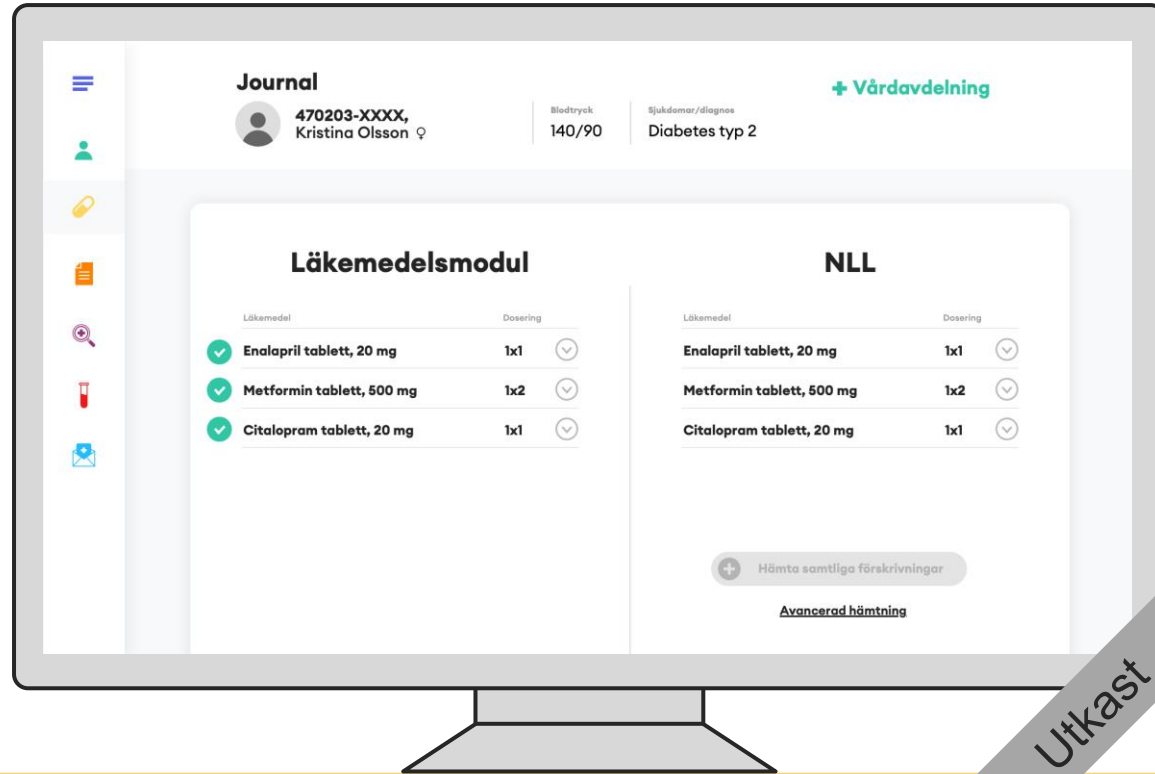 Journal
+ Vårdavdelning
470203-XXXX,
Kristina Olsson ♀
Blodtryck
140/90
Sjukdomar/diagnos
Diabetes typ 2
Läkemedelsmodul
Läkemedel Dosering
Enalapril tablett, 20 mg 1x1
Metformin tablett, 500 mg 1x2
Citalopram tablett, 20 mg 1x1
NLL
Läkemedel Dosering
Enalapril tablett, 20 mg 1x1
Metformin tablett, 500 mg 1x2
Citalopram tablett, 20 mg 1x1
Hämta samtliga förskrivningar
Avancerad hämtning
Utkast